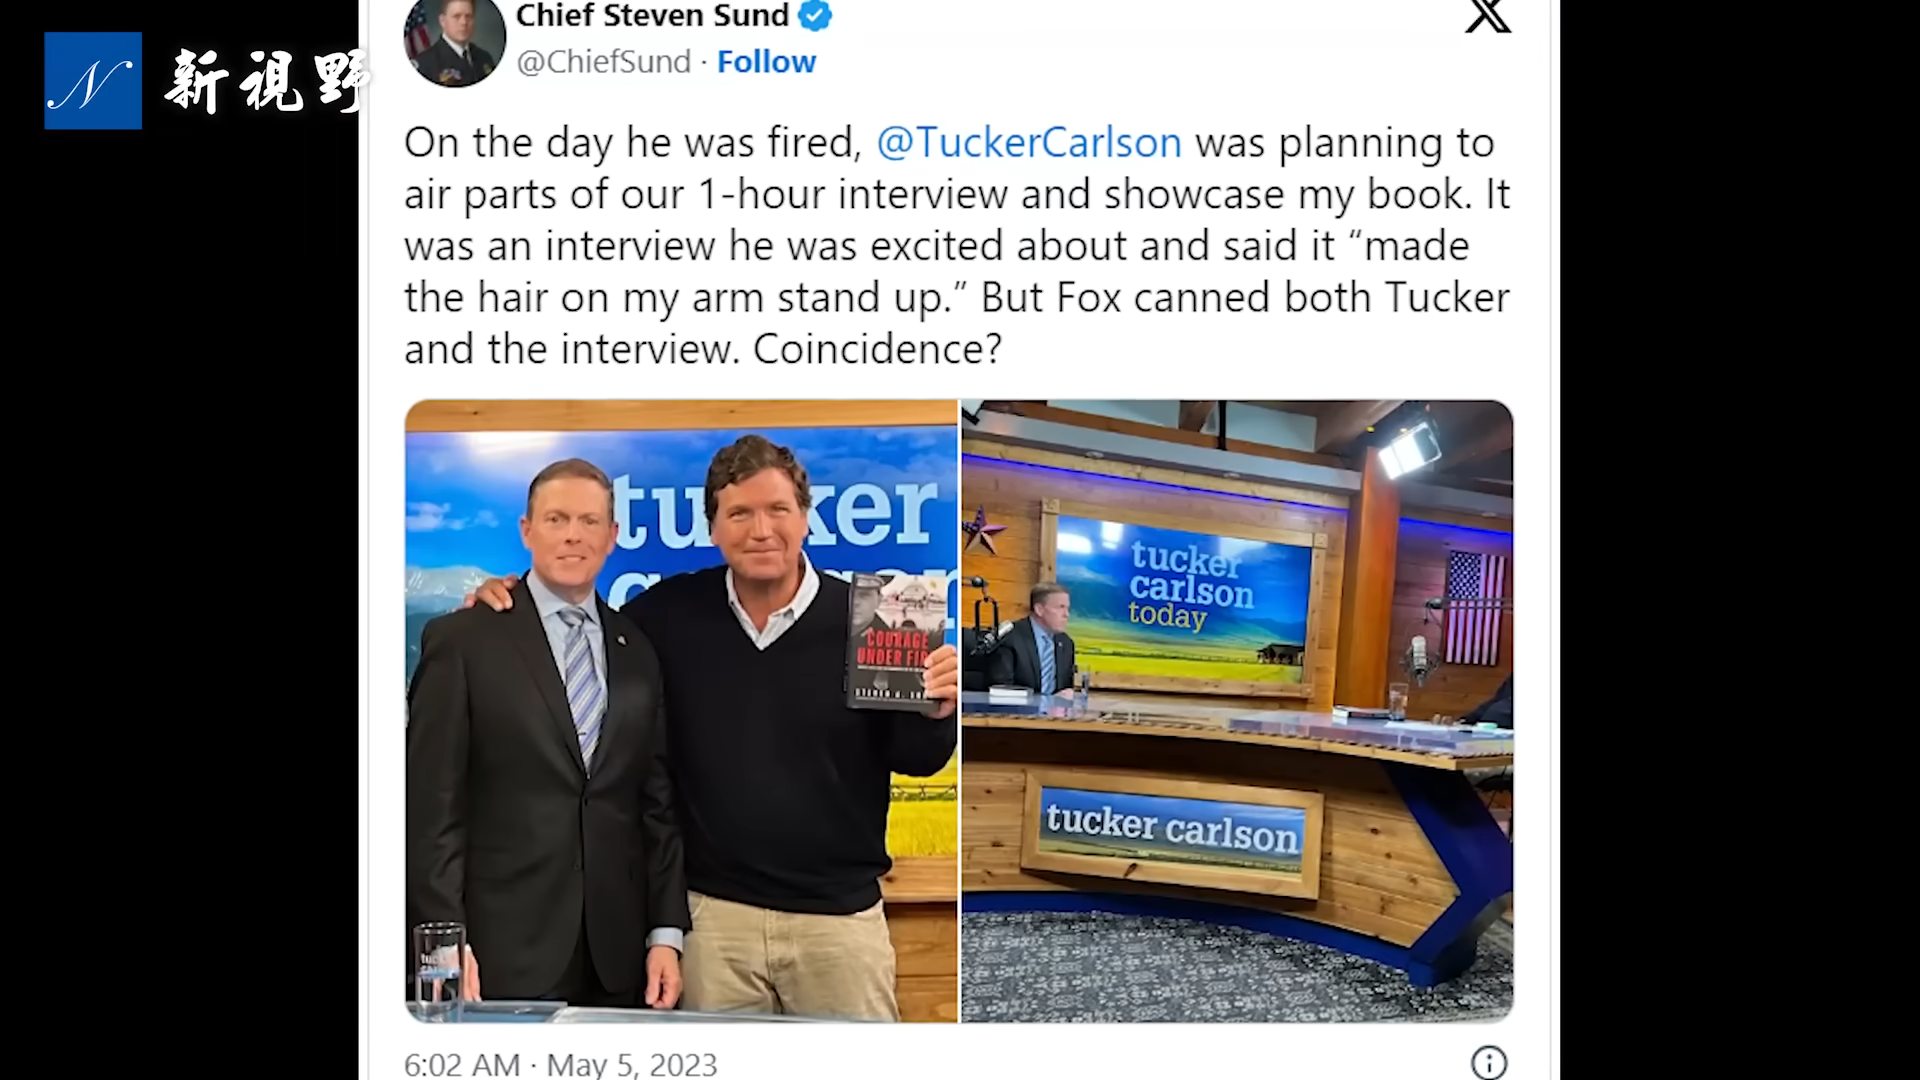 Chief Steven Sund
X
@ChiefSund · Follow
N 新視野
On the day he was fired, @TuckerCarlson was planning to
air parts of our 1-hour interview and showcase my book. It
was an interview he was excited about and said it “made
the hair on my arm stand up.” But Fox canned both Tucker
and the interview. Coincidence?
tucker
COURAGE
UNDER FIR
tucker
carlson
today
tucker carlson
6:02 AM · May 5, 2023